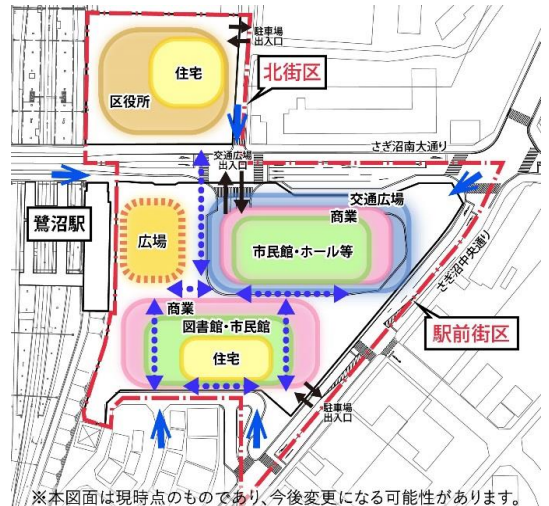 駐車場
出入口
住宅
区役所
北街区
さぎ沼南大通り
交通広場
出入口
交通広場
商業
鷺沼駅
広場
市民館・ホール等
さぎ沼中央通り
商業
図書館・市民館
駅前街区
住宅
駐車場
出入口
※本図面は現時点のものであり、今後変更になる可能性があります。